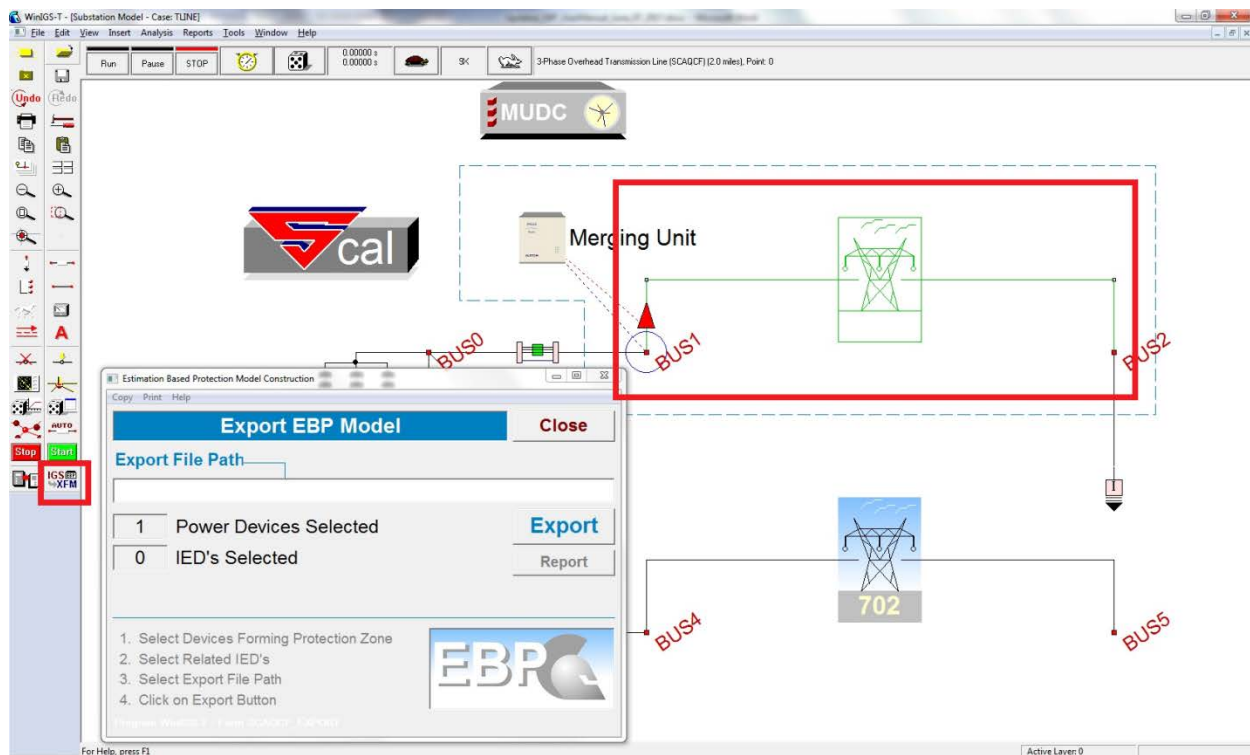 WinIGS-T - [Substation Model - Case: TLINE]
File Edit View Insert Analysis Reports Tools Window Help
Run Pause STOP 0.00000 s 0.00000 s 3-Phase Overhead Transmission Line (SCAQCF) (2.0 miles), Point: 0
Undo Redo
MUDC
cal
Merging Unit
BUS0
BUS1
BUS2
A
AUTO
Stop Start
IGS XFM
Estimation Based Protection Model Construction
Copy Print Help
Export EBP Model Close
Export File Path
1 Power Devices Selected Export
0 IED's Selected Report
1. Select Devices Forming Protection Zone
2. Select Related IED's
3. Select Export File Path
4. Click on Export Button
EBP
702
BUS4
BUS5
For Help, press F1 Active Layer: 0